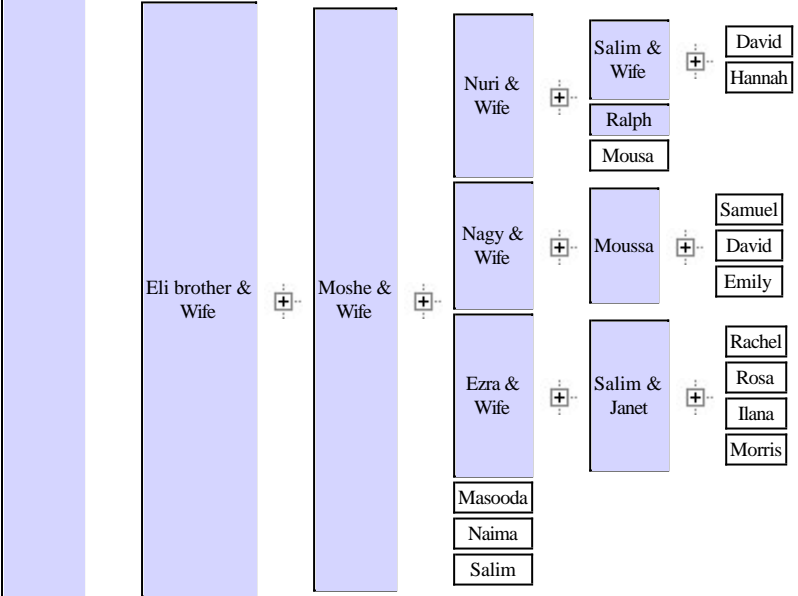 Eli brother &
Wife
Moshe &
Wife
Nuri &
Wife
Salim &
Wife
David
Hannah
Ralph
Mousa
Nagy &
Wife
Moussa
Samuel
David
Emily
Ezra &
Wife
Salim &
Janet
Rachel
Rosa
Ilana
Morris
Masooda
Naima
Salim